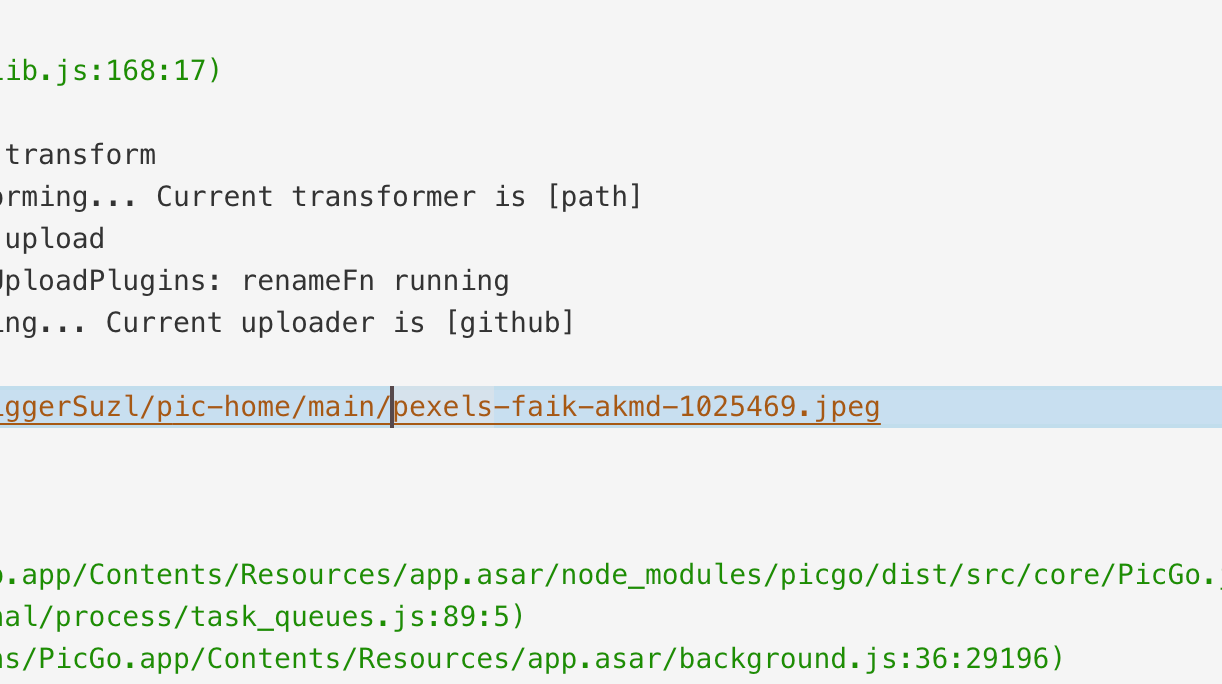 ib.js:168:17)
transform
orming... Current transformer is [path]
upload
UploadPlugins: renameFn running
ing... Current uploader is [github]
iggerSuzl/pic-home/main/pexels-faik-akmd-1025469.jpeg
o.app/Contents/Resources/app.asar/node_modules/picgo/dist/src/core/PicGo.j
nal/process/task_queues.js:89:5)
ns/PicGo.app/Contents/Resources/app.asar/background.js:36:29196)